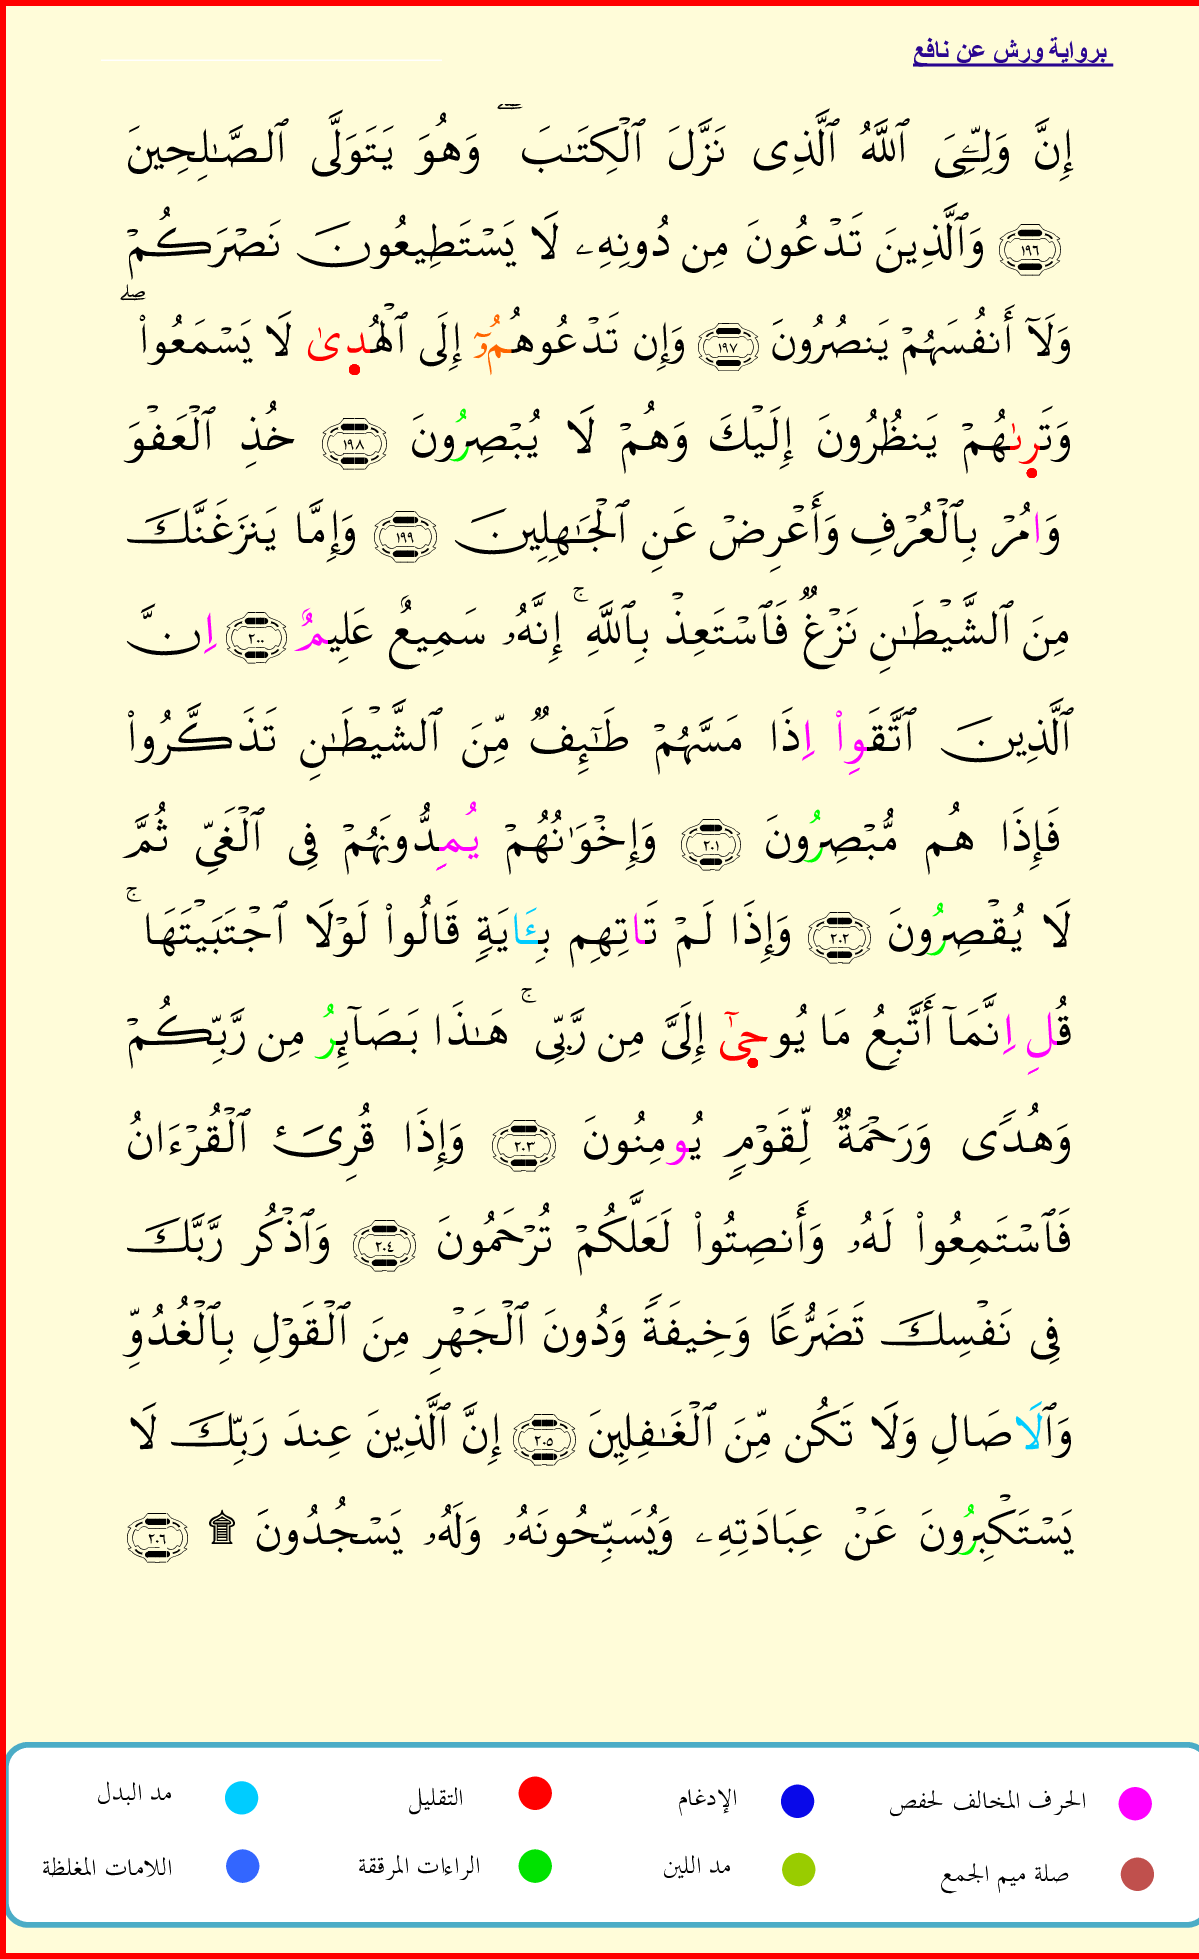 برواية ورش عن نافع
إِنَّ وَلِـِّۧىَ ٱللَّهُ ٱلَّذِى نَزَّلَ ٱلْكِتَـٰبَ ۖ وَهُوَ يَتَوَلَّى ٱلصَّـٰلِحِينَ
١٩٦ وَٱلَّذِينَ تَدْعُونَ مِن دُونِهِۦ لَا يَسْتَطِيعُونَ نَصْرَكُمْ
وَلَآ أَنفُسَهُمْ يَنصُرُونَ ١٩٧ وَإِن تَدْعُوهُمُۥٓ إِلَى ٱلْهُدِىٰ لَا يَسْمَعُوا۟ ۖ
وَتَرِىٰهُمْ يَنظُرُونَ إِلَيْكَ وَهُمْ لَا يُبْصِرُونَ ١٩٨ خُذِ ٱلْعَفْوَ
وَامُرْ بِٱلْعُرْفِ وَأَعْرِضْ عَنِ ٱلْجَـٰهِلِينَ ١٩٩ وَإِمَّا يَنزَغَنَّكَ
مِنَ ٱلشَّيْطَـٰنِ نَزْغٌ فَٱسْتَعِذْ بِٱللَّهِ ۚ إِنَّهُۥ سَمِيعٌ عَلِيمٌ ٢٠٠ اِنَّ
ٱلَّذِينَ ٱتَّقَوِا۟ اِذَا مَسَّهُمْ طَـٰٓئِفٌ مِّنَ ٱلشَّيْطَـٰنِ تَذَكَّرُوا۟
فَإِذَا هُم مُّبْصِرُونَ ٢٠١ وَإِخْوَٰنُهُمْ يُمِدُّونَهُمْ فِى ٱلْغَىِّ ثُمَّ
لَا يُقْصِرُونَ ٢٠٢ وَإِذَا لَمْ تَاتِهِم بِـَٔايَةٍ قَالُوا۟ لَوْلَا ٱجْتَبَيْتَهَا ۚ
قُلِ اِنَّمَآ أَتَّبِعُ مَا يُوحِىٰٓ إِلَىَّ مِن رَّبِّى ۚ هَـٰذَا بَصَآئِرُ مِن رَّبِّكُمْ
وَهُدًى وَرَحْمَةٌ لِّقَوْمٍ يُومِنُونَ ٢٠٣ وَإِذَا قُرِىَٔ ٱلْقُرْءَانُ
فَٱسْتَمِعُوا۟ لَهُۥ وَأَنصِتُوا۟ لَعَلَّكُمْ تُرْحَمُونَ ٢٠٤ وَٱذْكُر رَّبَّكَ
فِى نَفْسِكَ تَضَرُّعًا وَخِيفَةً وَدُونَ ٱلْجَهْرِ مِنَ ٱلْقَوْلِ بِٱلْغُدُوِّ
وَٱلَاصَالِ وَلَا تَكُن مِّنَ ٱلْغَـٰفِلِينَ ٢٠٥ إِنَّ ٱلَّذِينَ عِندَ رَبِّكَ لَا
يَسْتَكْبِرُونَ عَنْ عِبَادَتِهِۦ وَيُسَبِّحُونَهُۥ وَلَهُۥ يَسْجُدُونَ ۩ ٢٠٦
الحرف المخالف لحفص الإدغام التقليل مد البدل
صلة ميم الجمع مد اللين الراءات المرققة اللامات المغلظة